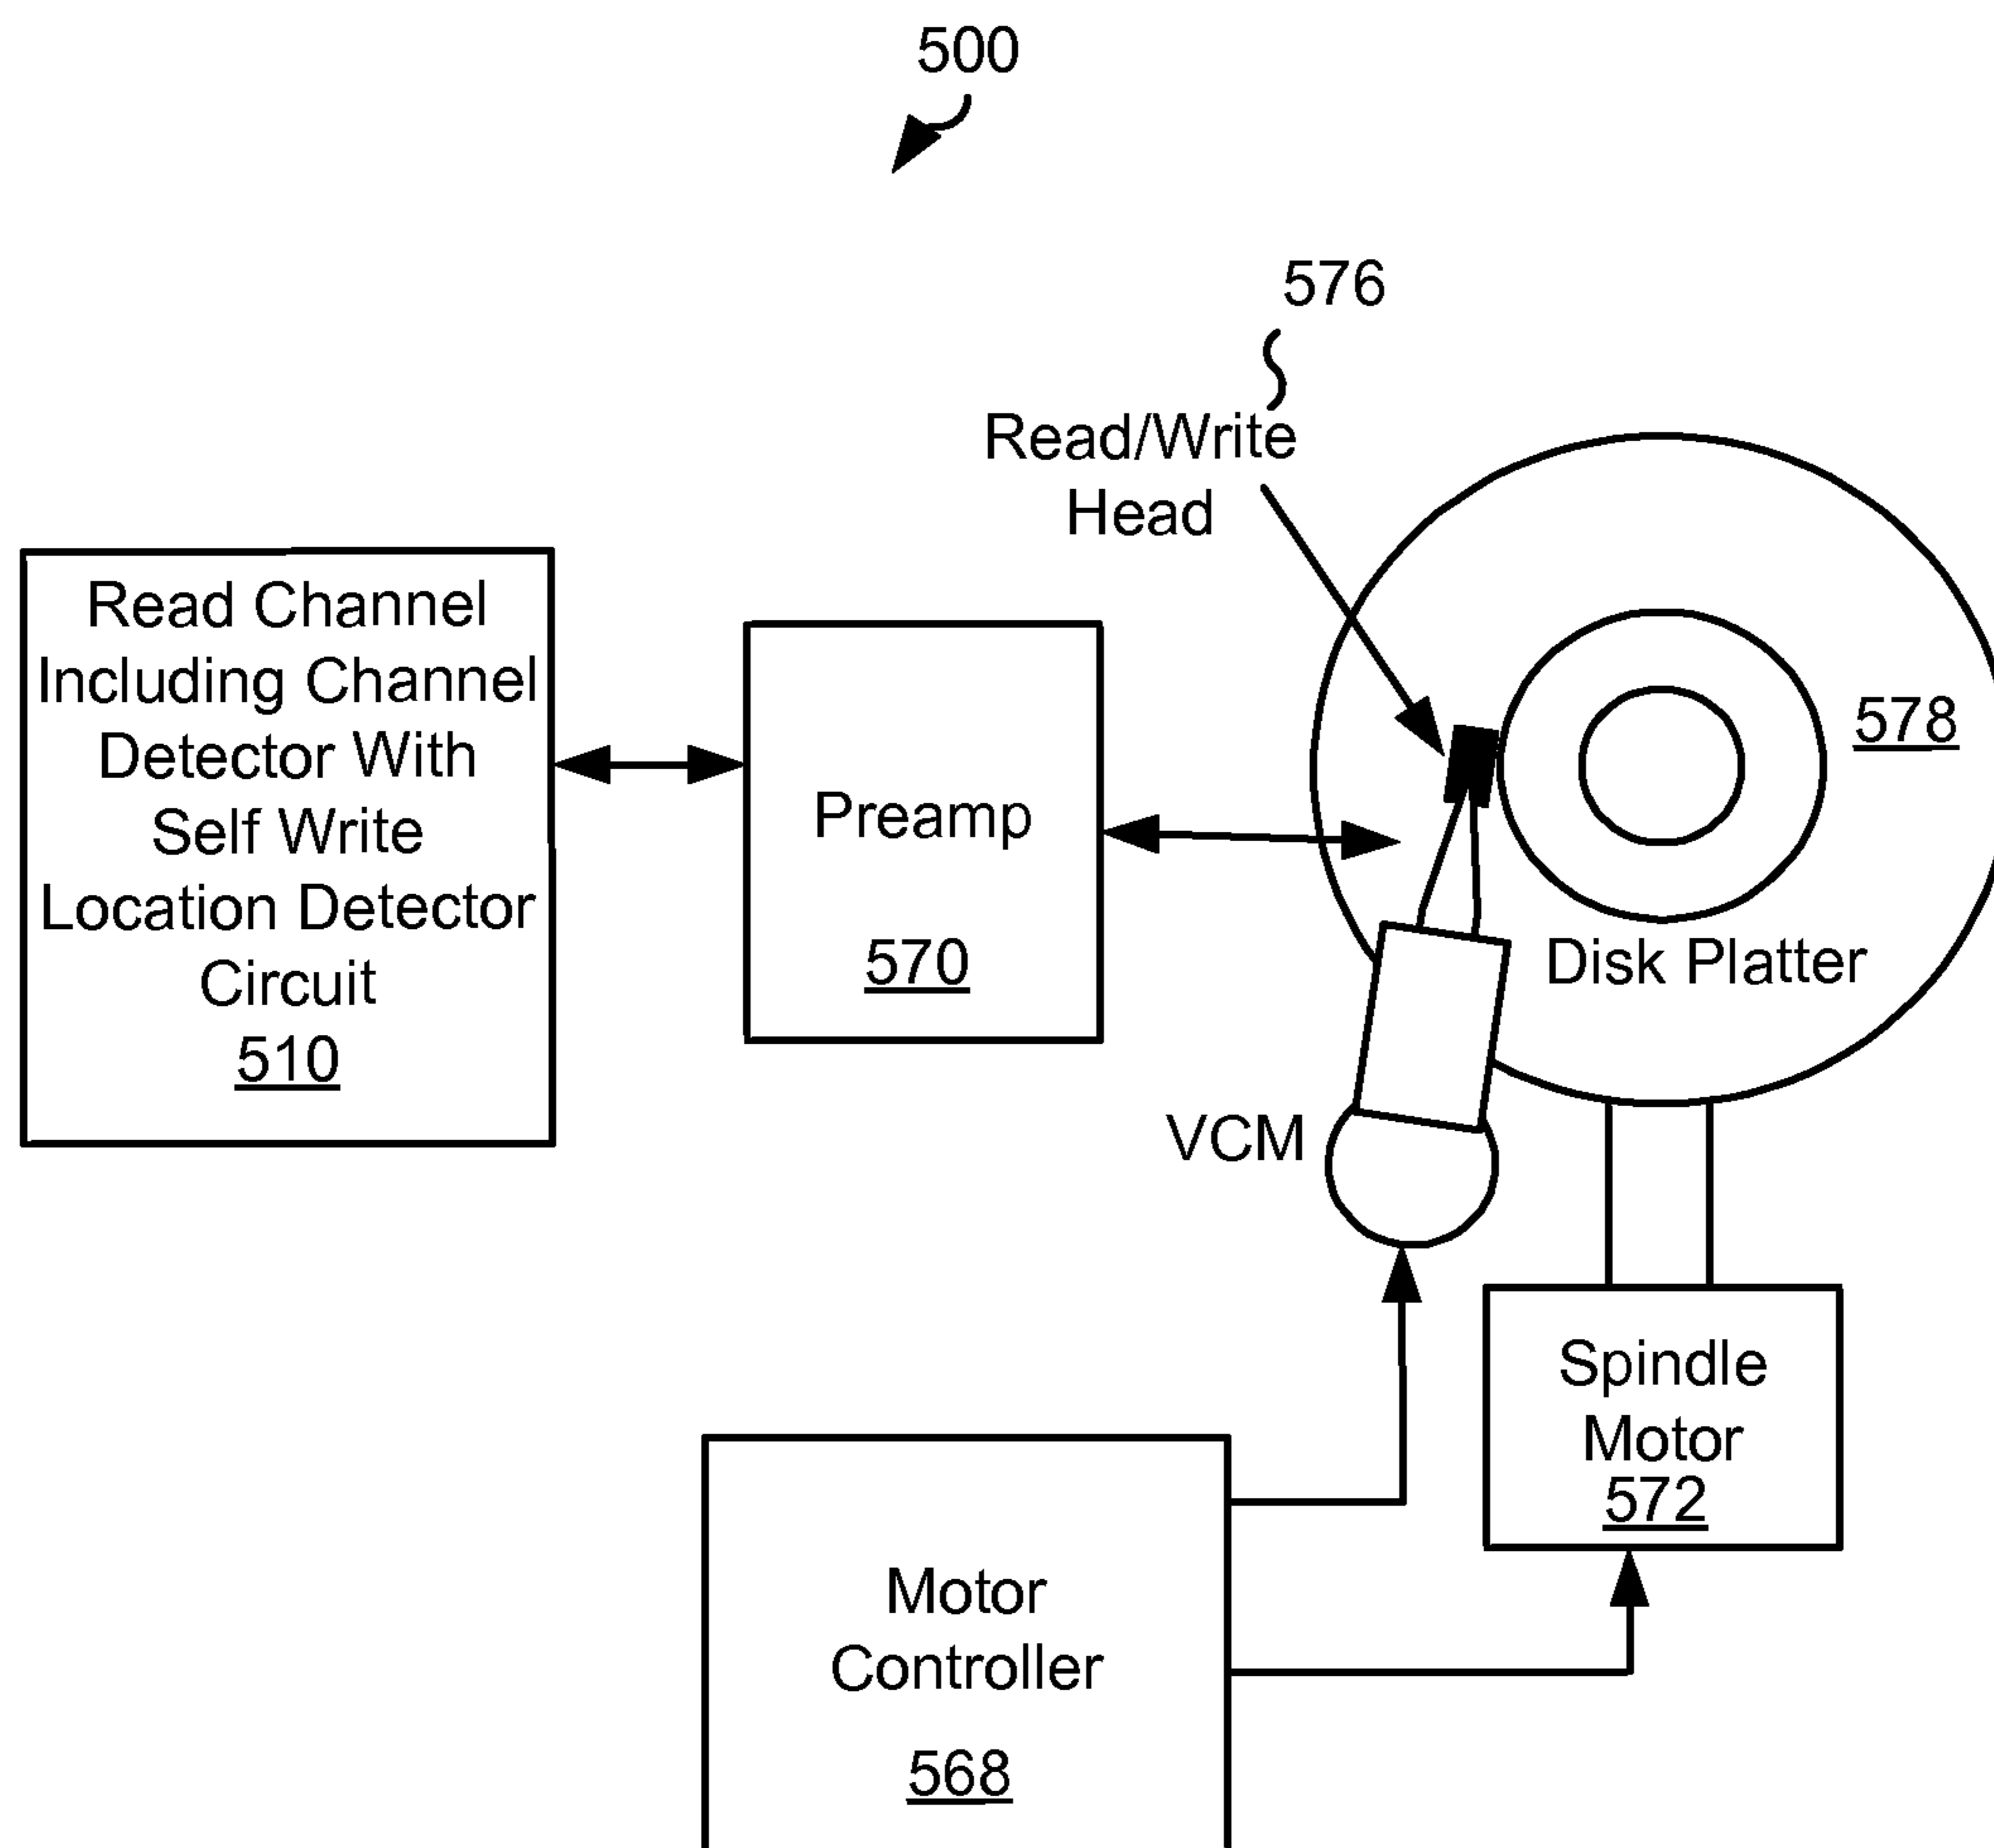 500
576
Read/Write
Head
Read Channel
Including Channel
Detector With
Self Write
Location Detector
Circuit
510
Preamp
570
578
Disk Platter
VCM
Spindle
Motor
572
Motor
Controller
568